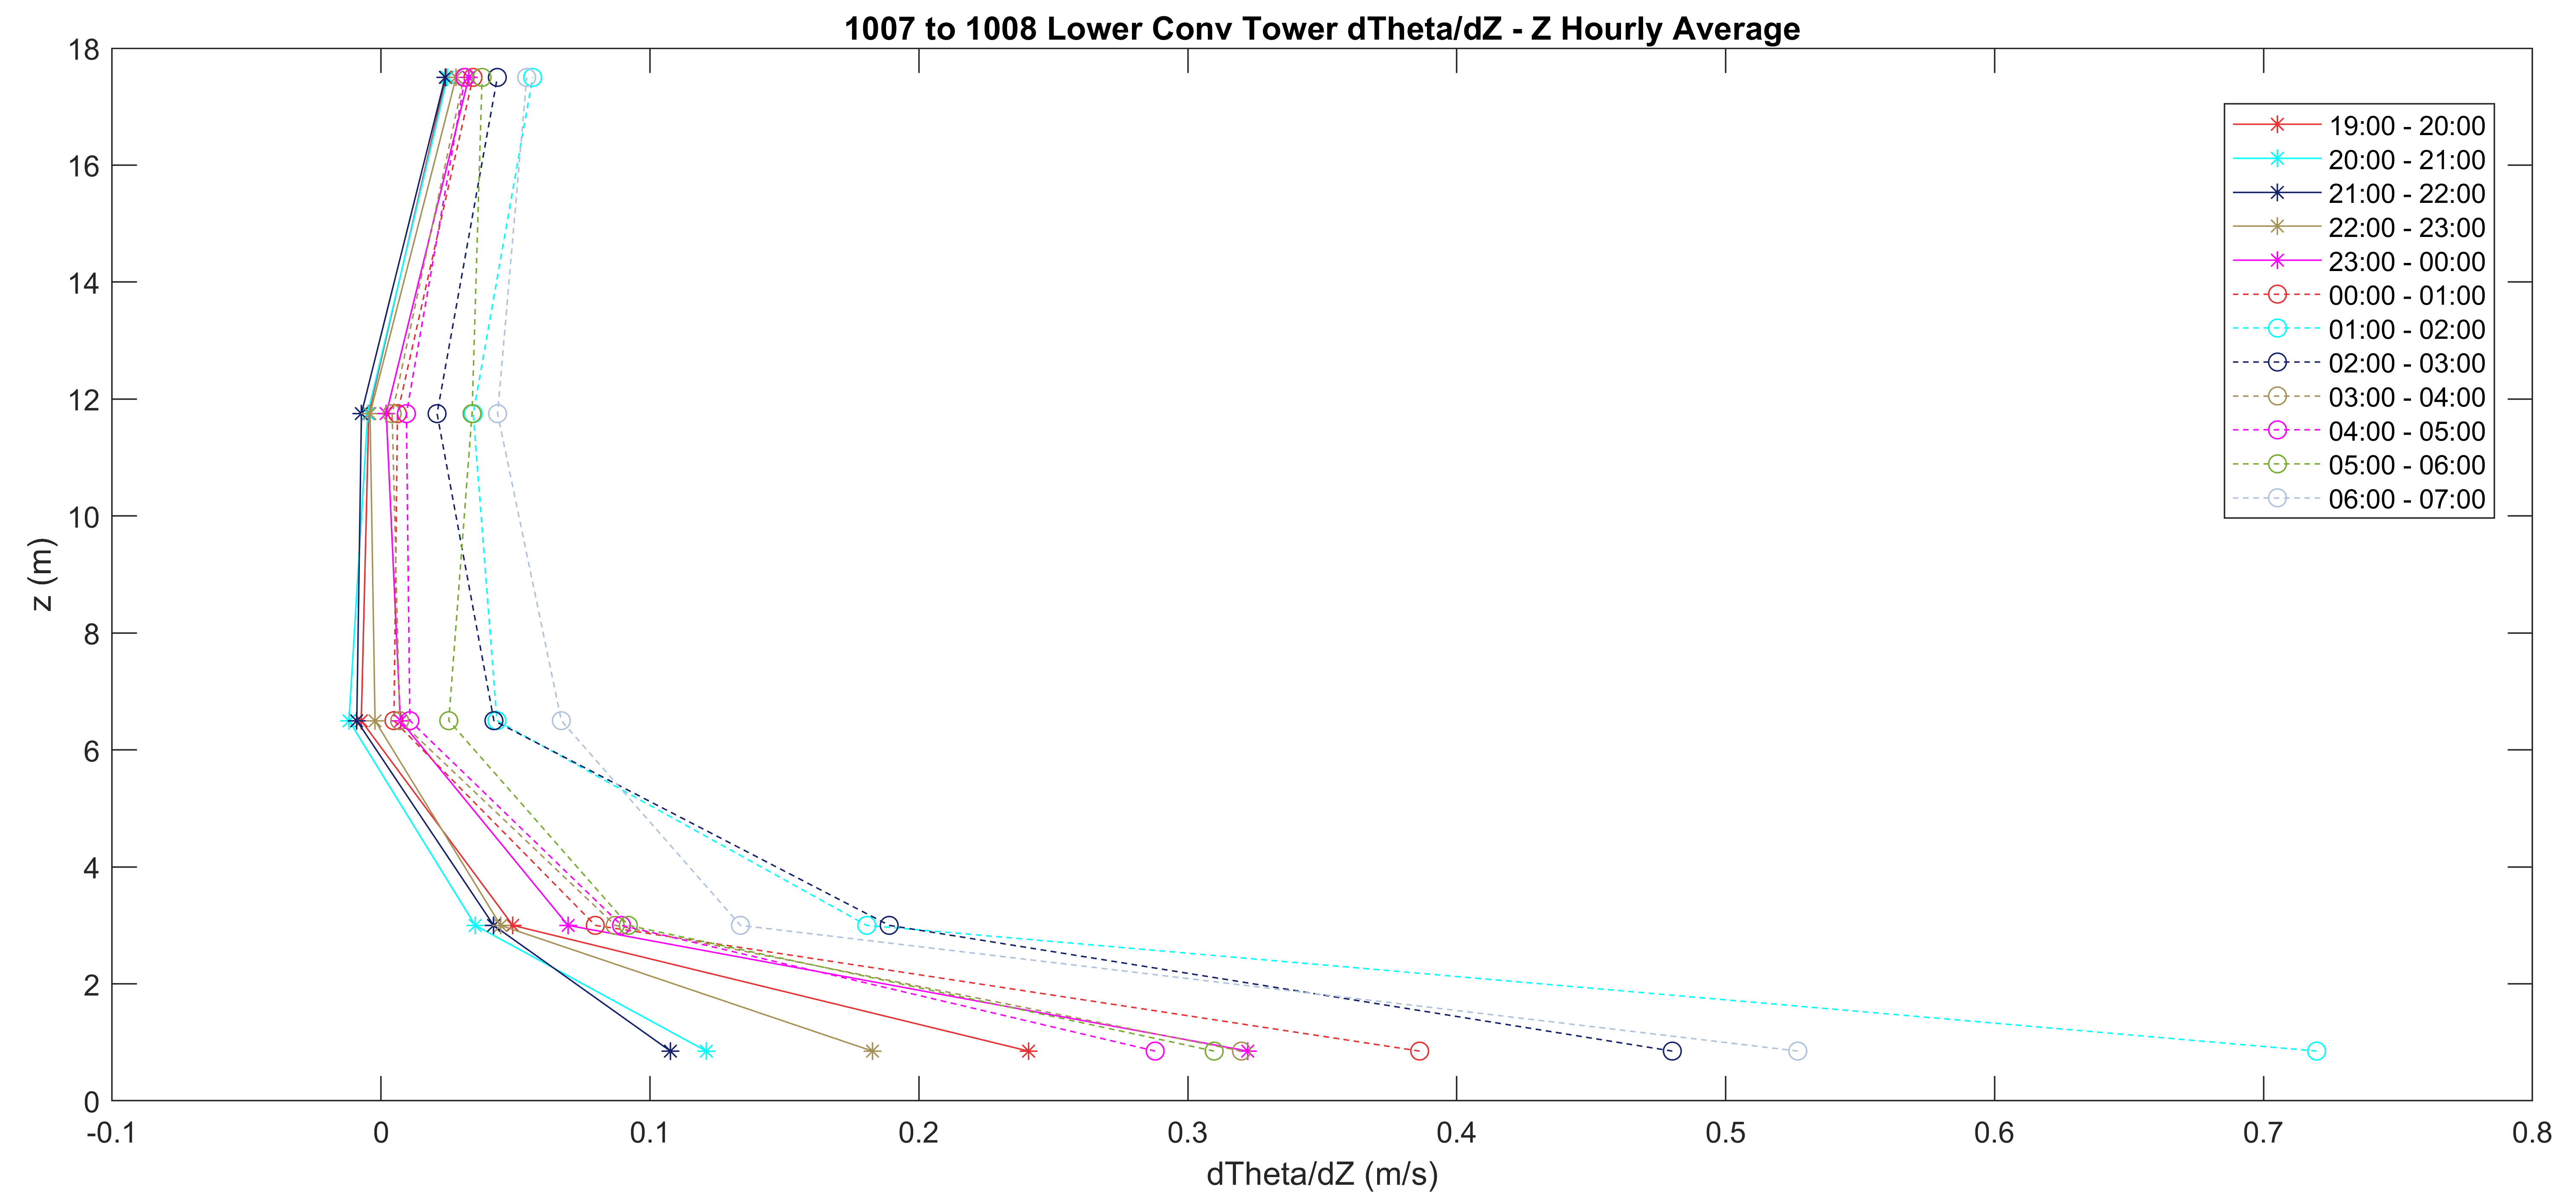 1007 to 1008 Lower Conv Tower dTheta/dZ - Z Hourly Average
18
16
14
12
10
8
6
4
2
0
z (m)
19:00 - 20:00
20:00 - 21:00
21:00 - 22:00
22:00 - 23:00
23:00 - 00:00
00:00 - 01:00
01:00 - 02:00
02:00 - 03:00
03:00 - 04:00
04:00 - 05:00
05:00 - 06:00
06:00 - 07:00
-0.1 0 0.1 0.2 0.3 0.4 0.5 0.6 0.7 0.8
dTheta/dZ (m/s)